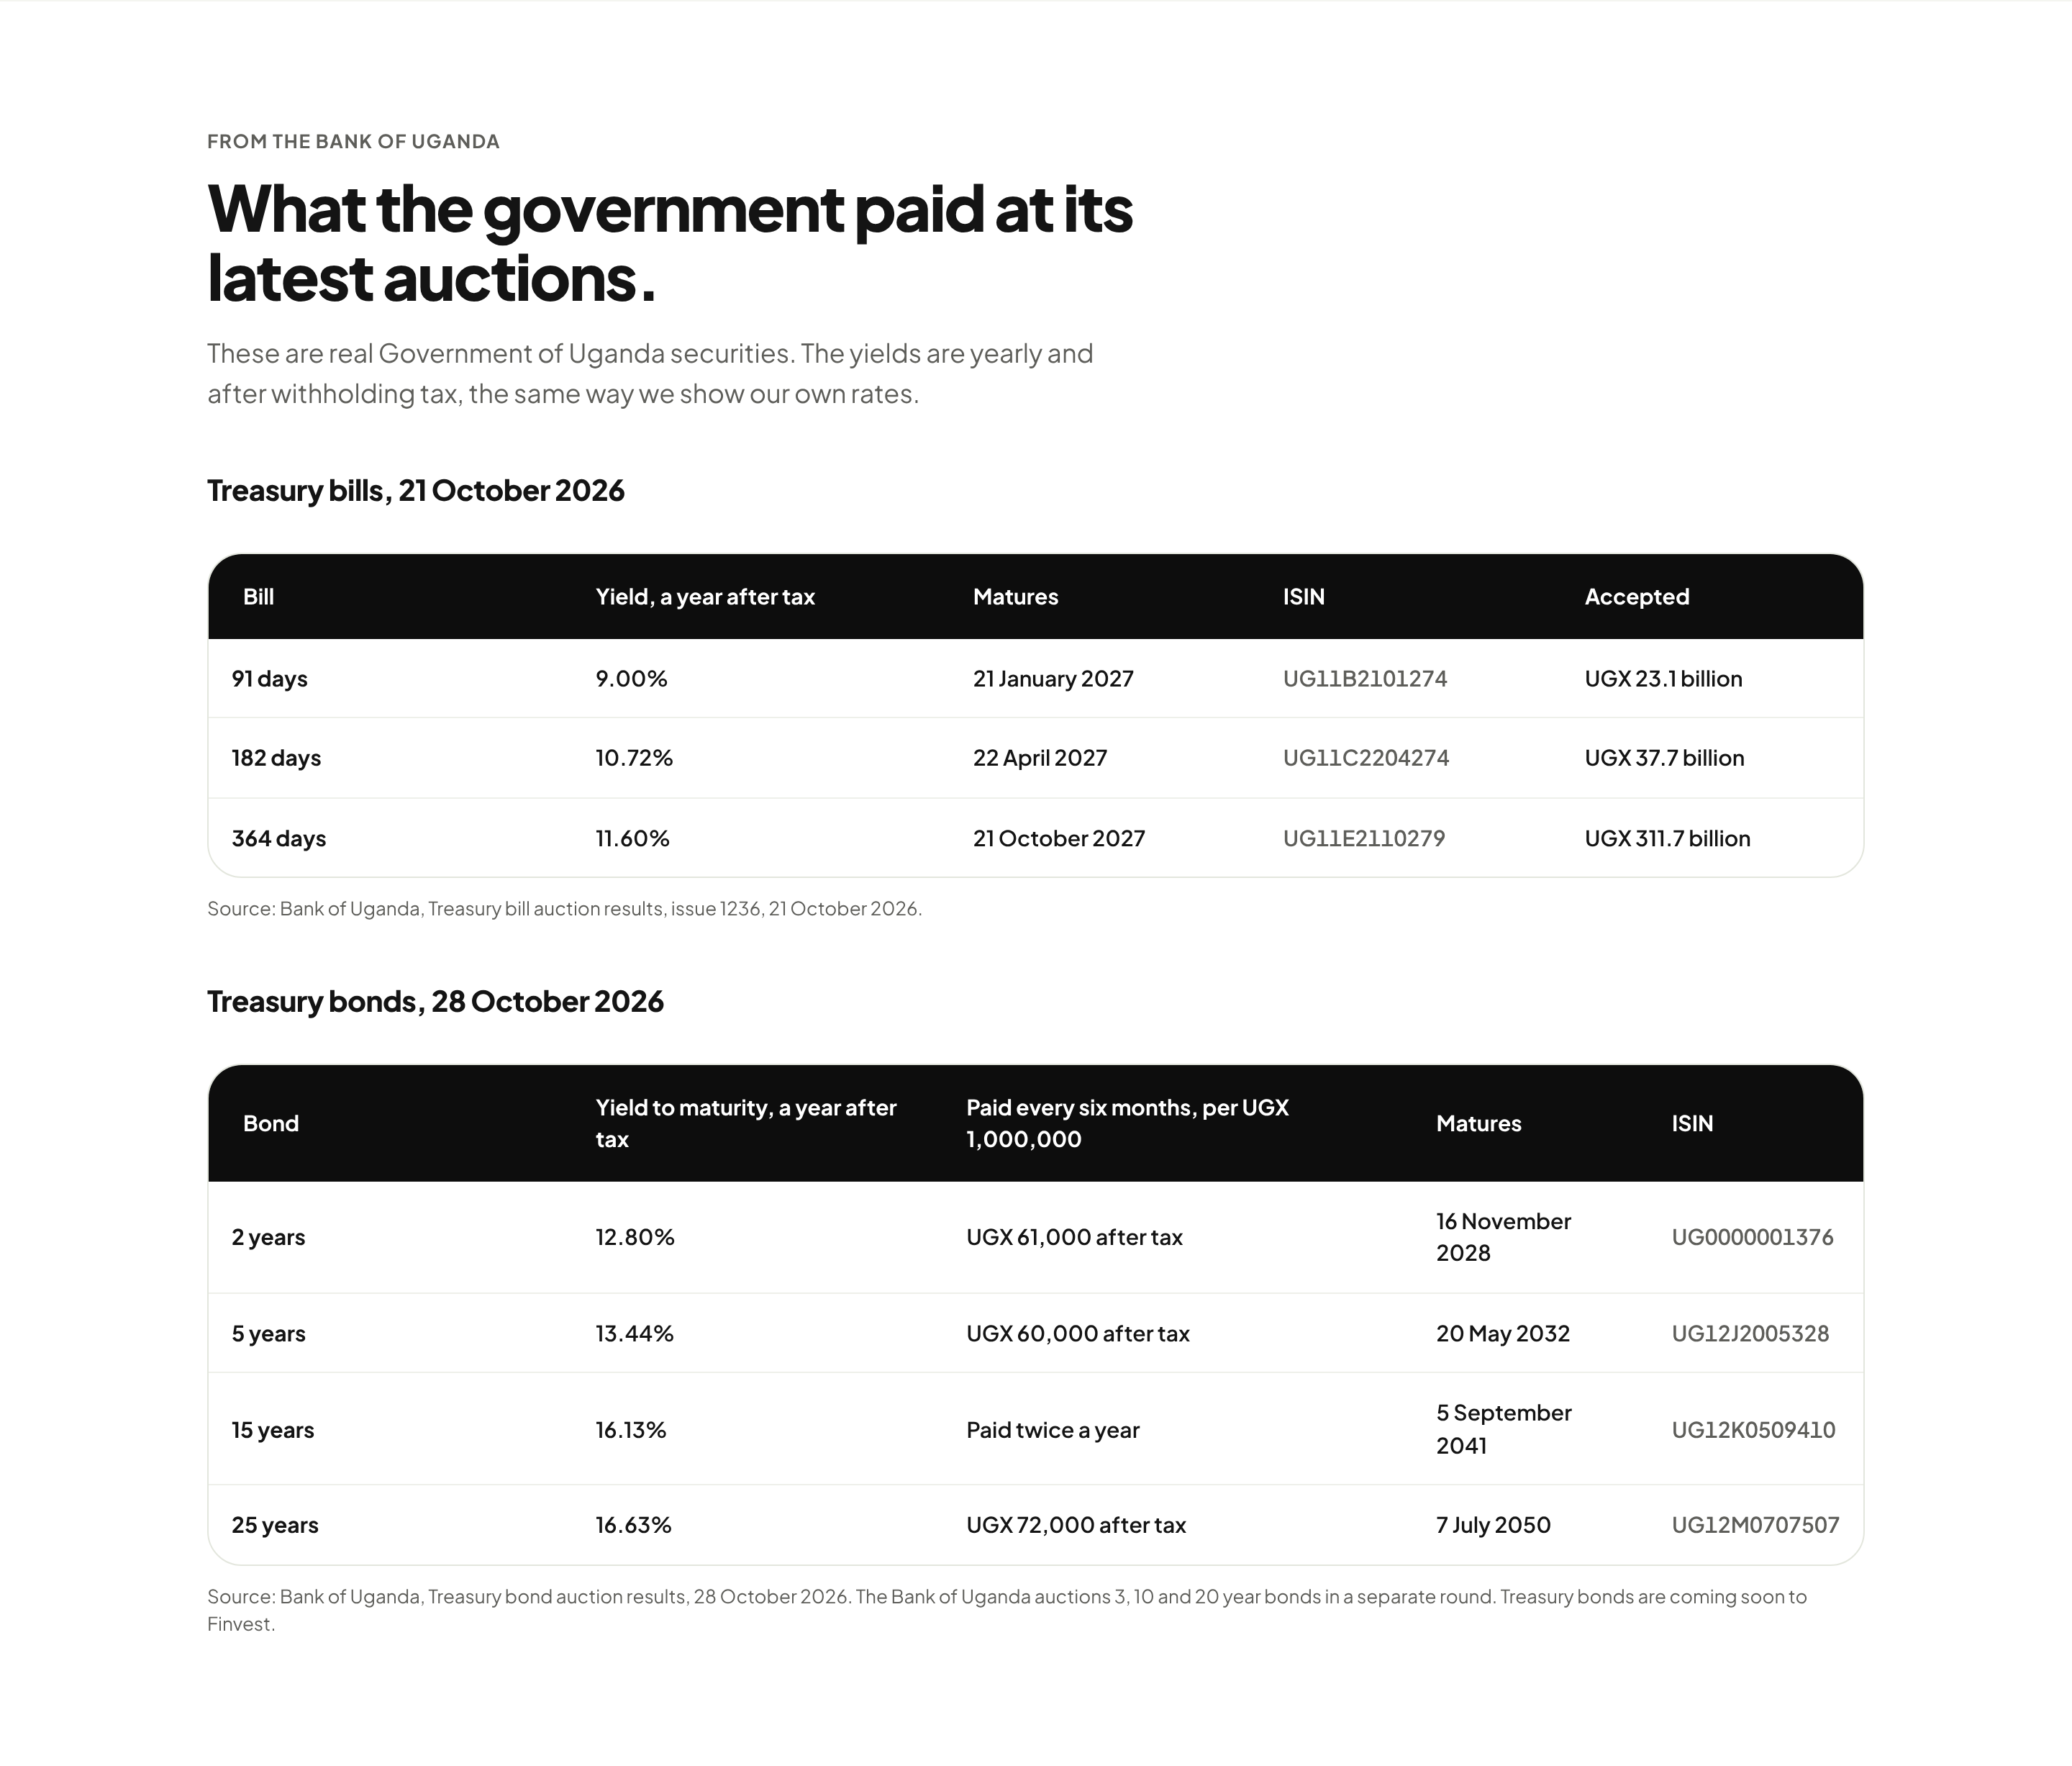 FROM THE BANK OF UGANDA
What the government paid at its
latest auctions.
These are real Government of Uganda securities. The yields are yearly and
after withholding tax, the same way we show our own rates.
Treasury bills, 21 October 2026
Bill Yield, a year after tax Matures ISIN Accepted
91 days 9.00% 21 January 2027 UG11B2101274 UGX 23.1 billion
182 days 10.72% 22 April 2027 UG11C2204274 UGX 37.7 billion
364 days 11.60% 21 October 2027 UG11E2110279 UGX 311.7 billion
Source: Bank of Uganda, Treasury bill auction results, issue 1236, 21 October 2026.
Treasury bonds, 28 October 2026
Bond Yield to maturity, a year after
tax Paid every six months, per UGX
1,000,000 Matures ISIN
2 years 12.80% UGX 61,000 after tax 16 November
2028 UG0000001376
5 years 13.44% UGX 60,000 after tax 20 May 2032 UG12J2005328
15 years 16.13% Paid twice a year 5 September
2041 UG12K0509410
25 years 16.63% UGX 72,000 after tax 7 July 2050 UG12M0707507
Source: Bank of Uganda, Treasury bond auction results, 28 October 2026. The Bank of Uganda auctions 3, 10 and 20 year bonds in a separate round. Treasury bonds are coming soon to
Finvest.